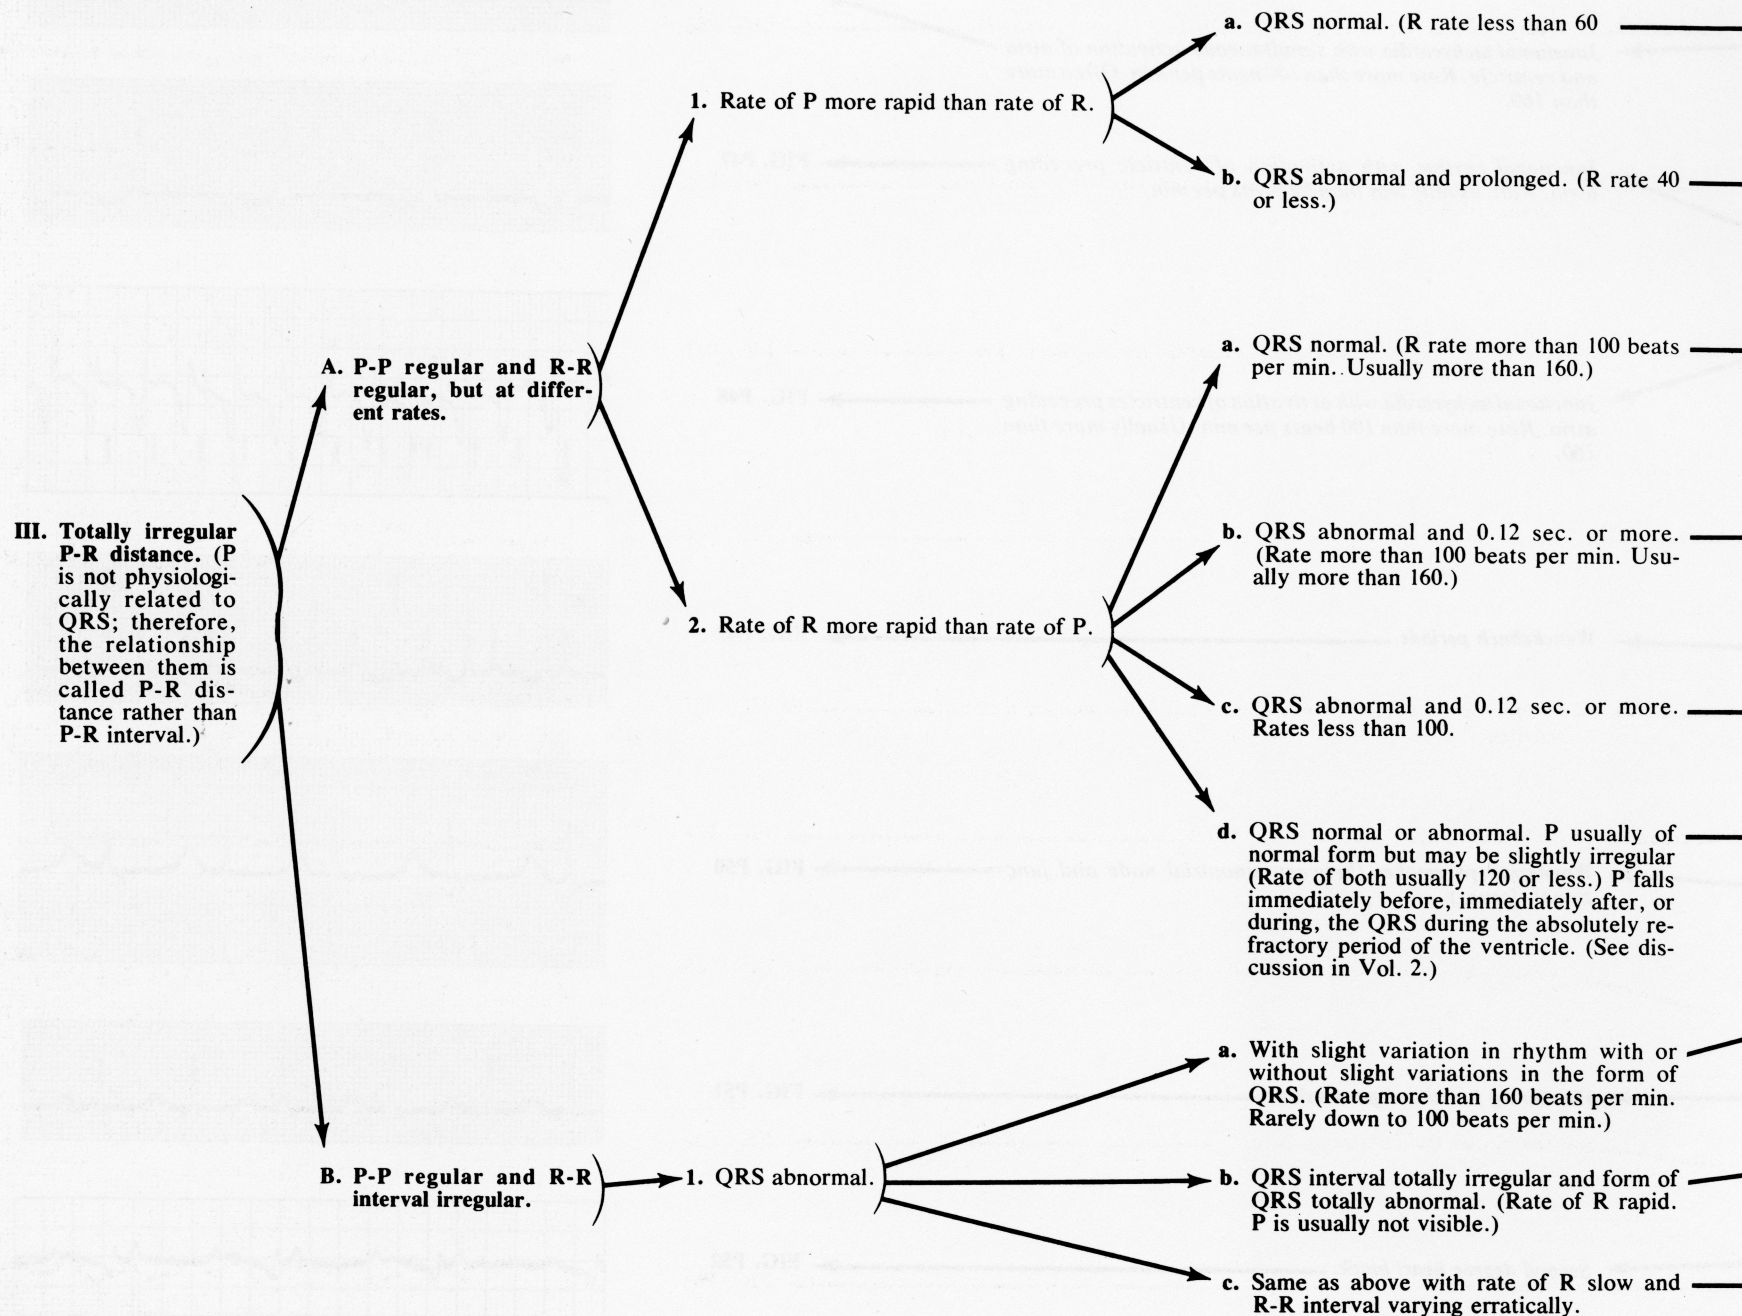 III. Totally irregular
P-R distance. (P
is not physiologi-
cally related to
QRS; therefore,
the relationship
between them is
called P-R dis-
tance rather than
P-R interval.)
A. P-P regular and R-R
regular, but at differ-
ent rates.
1. Rate of P more rapid than rate of R.
a. QRS normal. (R rate less than 60
b. QRS abnormal and prolonged. (R rate 40
or less.)
2. Rate of R more rapid than rate of P.
a. QRS normal. (R rate more than 100 beats
per min. Usually more than 160.)
b. QRS abnormal and 0.12 sec. or more.
(Rate more than 100 beats per min. Usu-
ally more than 160.)
c. QRS abnormal and 0.12 sec. or more.
Rates less than 100.
d. QRS normal or abnormal. P usually of
normal form but may be slightly irregular
(Rate of both usually 120 or less.) P falls
immediately before, immediately after, or
during, the QRS during the absolutely re-
fractory period of the ventricle. (See dis-
cussion in Vol. 2.)
B. P-P regular and R-R
interval irregular.
1. QRS abnormal.
a. With slight variation in rhythm with or
without slight variations in the form of
QRS. (Rate more than 160 beats per min.
Rarely down to 100 beats per min.)
b. QRS interval totally irregular and form of
QRS totally abnormal. (Rate of R rapid.
P is usually not visible.)
c. Same as above with rate of R slow and
R-R interval varying erratically.